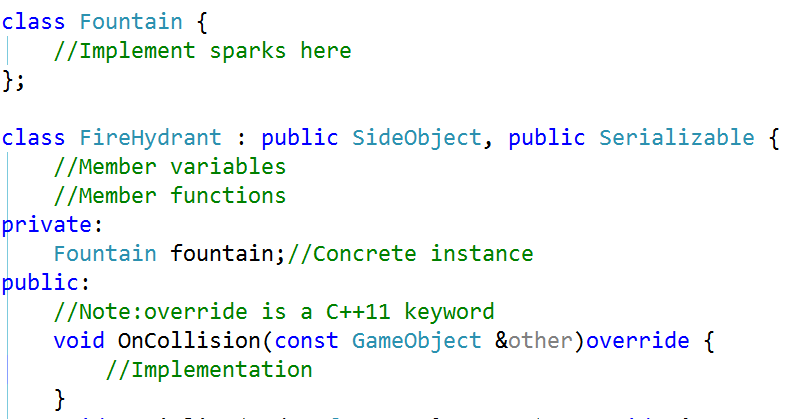 class Fountain {
//Implement sparks here
};
class FireHydrant : public SideObject, public Serializable {
//Member variables
//Member functions
private:
Fountain fountain;//Concrete instance
public:
//Note:override is a C++11 keyword
void OnCollision(const GameObject &other)override {
//Implementation
}